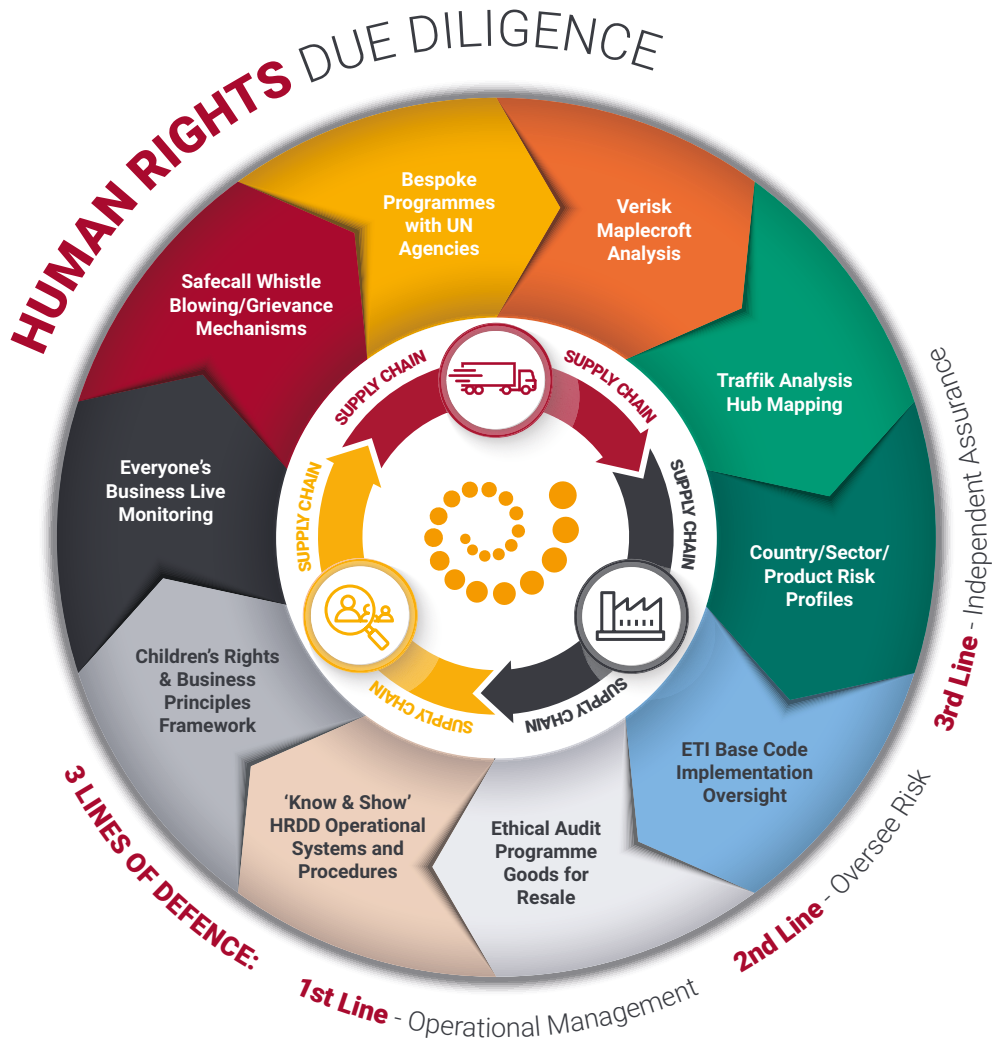 HUMAN RIGHTS DUE DILIGENCE
Bespoke
Programmes
with UN
Agencies
Verisk
Maplecroft
Analysis
Traffik Analysis
Hub Mapping
Country/Sector/
Product Risk
Profiles
ETI Base Code
Implementation
Oversight
Ethical Audit
Programme
Goods for
Resale
‘Know & Show’
HRDD Operational
Systems and
Procedures
Children’s Rights
& Business
Principles
Framework
Everyone’s
Business Live
Monitoring
Safecall Whistle
Blowing/Grievance
Mechanisms
SUPPLY CHAIN
SUPPLY CHAIN
SUPPLY CHAIN
SUPPLY CHAIN
SUPPLY CHAIN
SUPPLY CHAIN
3 LINES OF DEFENCE:
1st Line - Operational Management
2nd Line - Oversee Risk
3rd Line - Independent Assurance